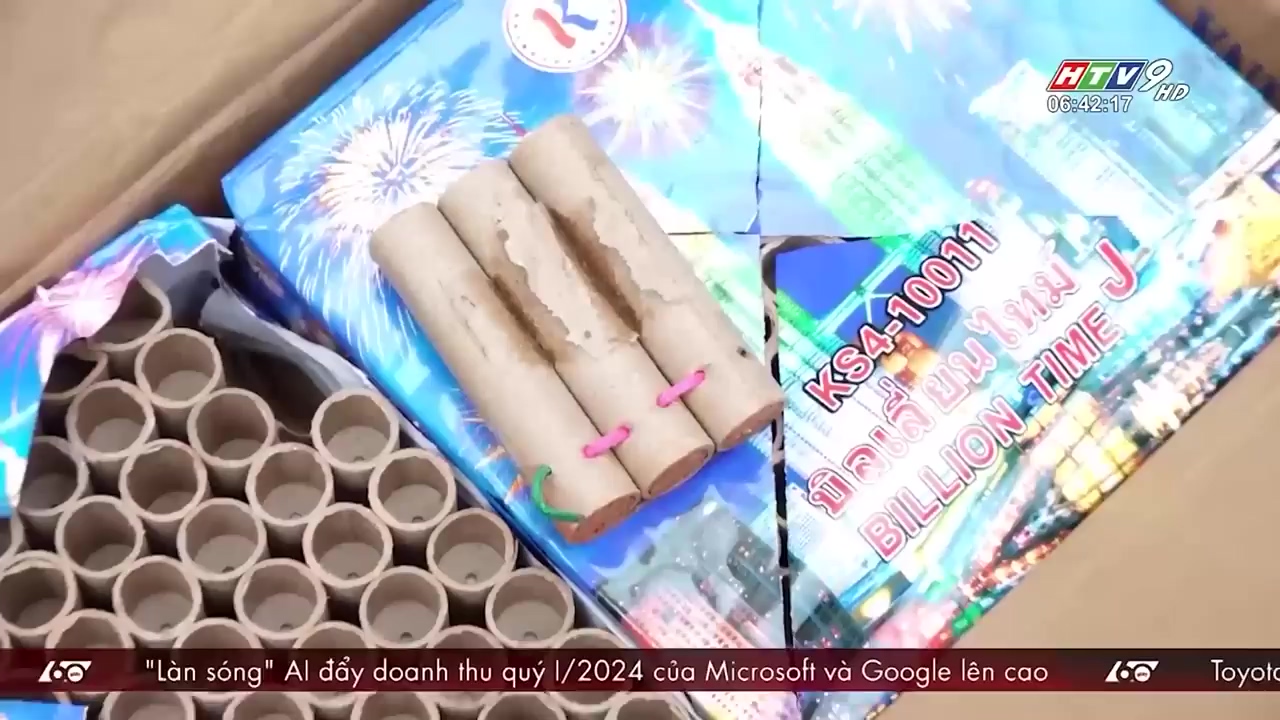 HTV9 HD
06:42:17
KS4-10011
BILLION TIME J
"Làn sóng" AI đẩy doanh thu quý I/2024 của Microsoft và Google lên cao
Toyota